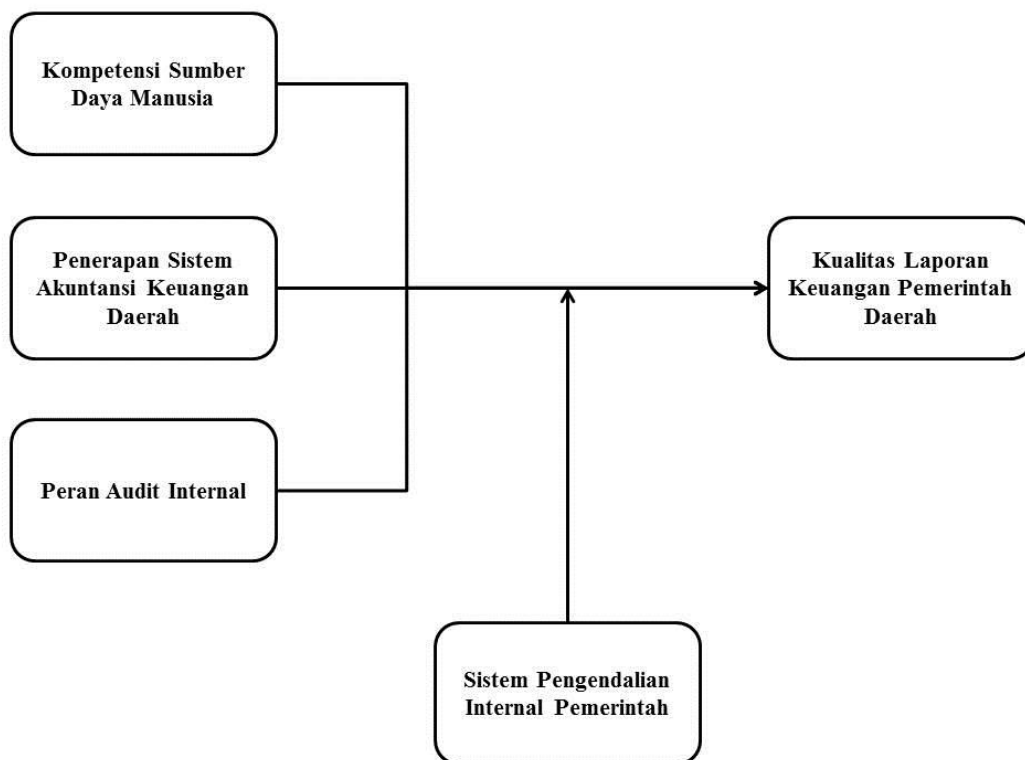 Kompetensi Sumber
Daya Manusia
Penerapan Sistem
Akuntansi Keuangan
Daerah
Kualitas Laporan
Keuangan Pemerintah
Daerah
Peran Audit Internal
Sistem Pengendalian
Internal Pemerintah